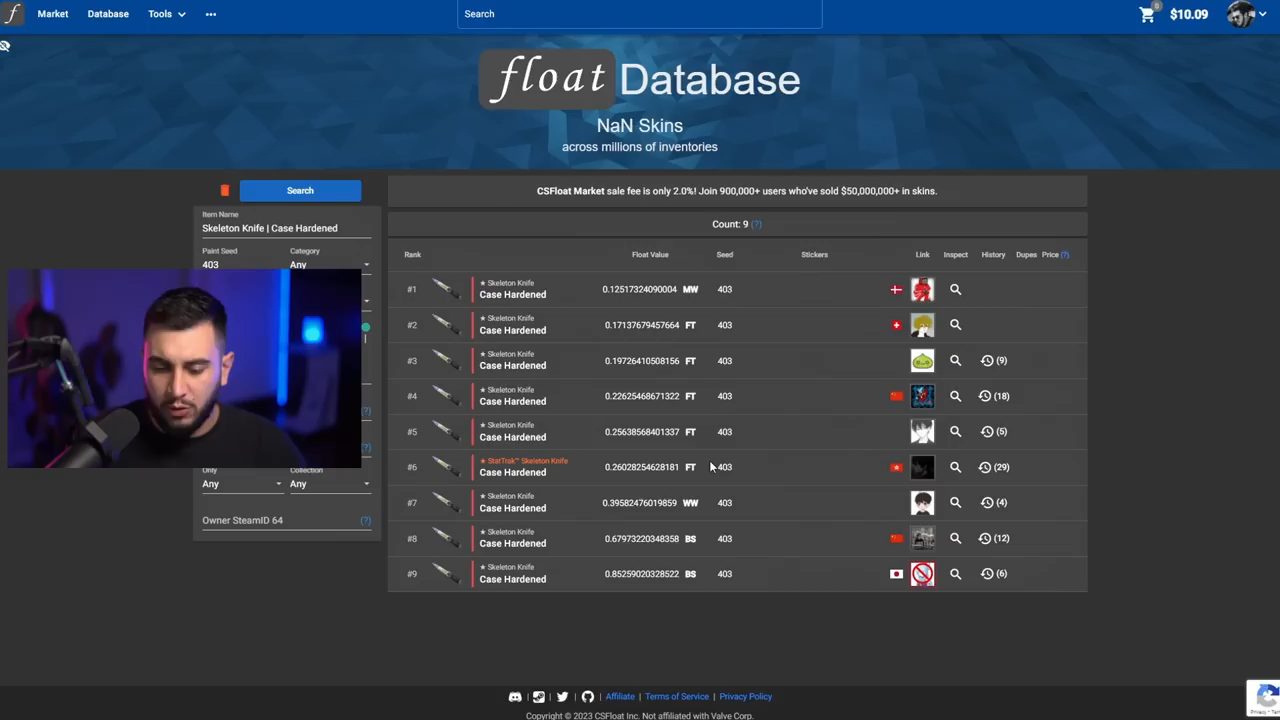 f Market Database Tools ••• Search 0 $10.09
float Database
NaN Skins
across millions of inventories
Search
CSFloat Market sale fee is only 2.0%! Join 900,000+ users who've sold $50,000,000+ in skins.
Item Name
Skeleton Knife | Case Hardened
Count: 9 (?)
Paint Seed Category
403 Any
Rank Float Value Seed Stickers Link Inspect History Dupes Price (?)
#1 ★ Skeleton Knife
Case Hardened 0.12517324090004 MW 403
#2 ★ Skeleton Knife
Case Hardened 0.17137679457664 FT 403
#3 ★ Skeleton Knife
Case Hardened 0.19726410508156 FT 403 (9)
#4 ★ Skeleton Knife
Case Hardened 0.22625468671322 FT 403 (18)
(?)
#5 ★ Skeleton Knife
Case Hardened 0.25638568401337 FT 403 (5)
(?)
#6 ★ StatTrak™ Skeleton Knife
Case Hardened 0.26028254628181 FT 403 (29)
Only Collection
Any Any
#7 ★ Skeleton Knife
Case Hardened 0.39582476019859 WW 403 (4)
Owner SteamID 64 (?)
#8 ★ Skeleton Knife
Case Hardened 0.67973220348358 BS 403 (12)
#9 ★ Skeleton Knife
Case Hardened 0.85259020328522 BS 403 (6)
| Affiliate | Terms of Service | Privacy Policy
Copyright © 2023 CSFloat Inc. Not affiliated with Valve Corp.